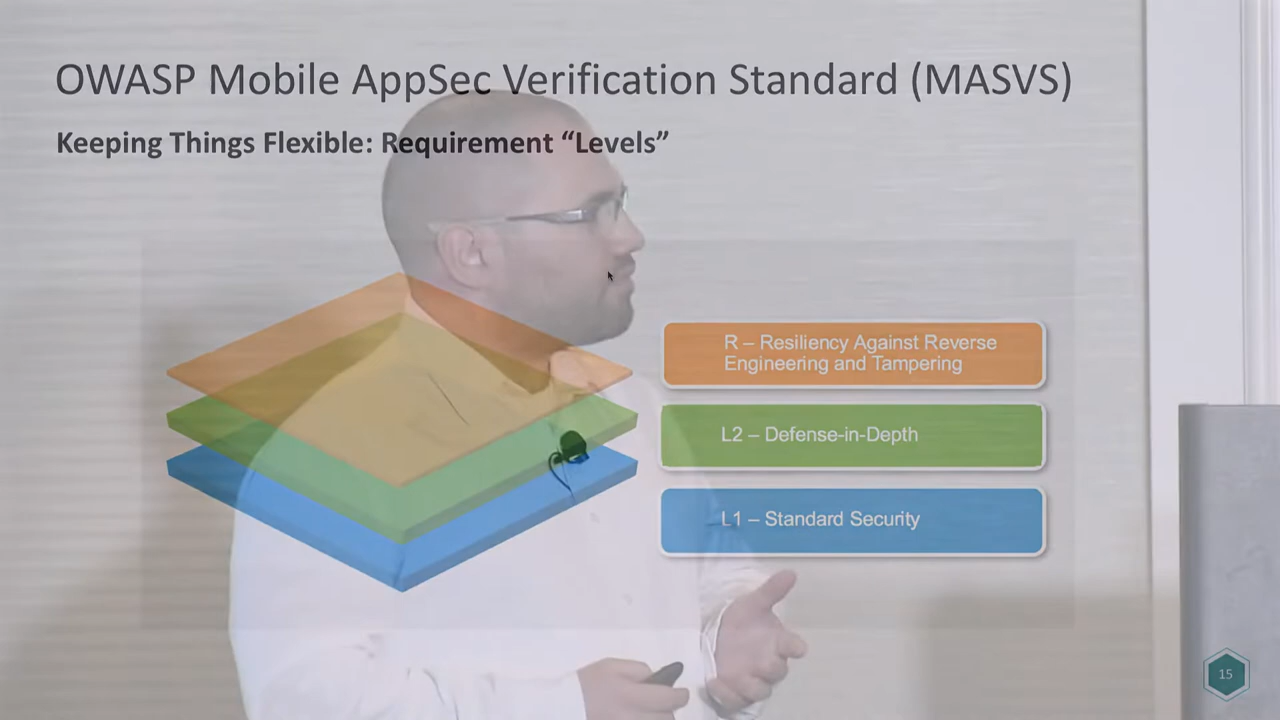 OWASP Mobile AppSec Verification Standard (MASVS)
Keeping Things Flexible: Requirement “Levels”
R – Resiliency Against Reverse
Engineering and Tampering
L2 – Defense-in-Depth
L1 – Standard Security
15